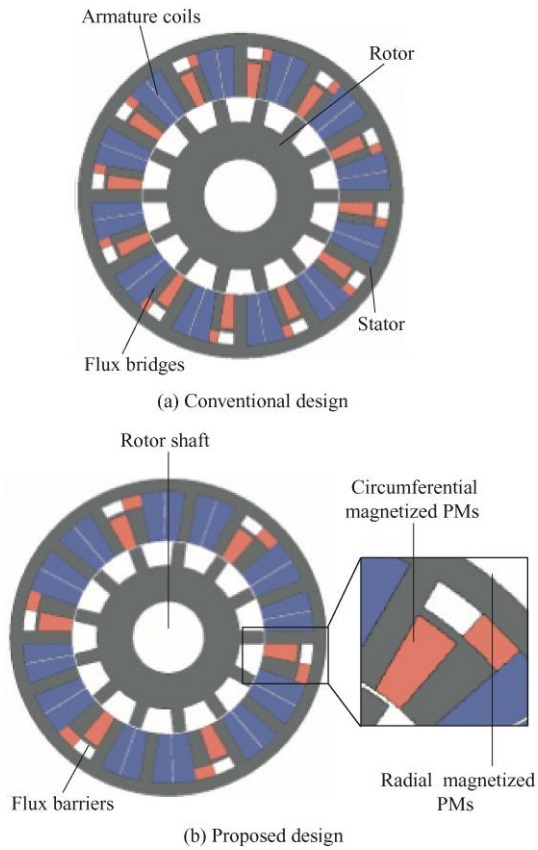 Armature coils
Rotor
Stator
Flux bridges
(a) Conventional design
Rotor shaft
Circumferential
magnetized PMs
Flux barriers
Radial magnetized
PMs
(b) Proposed design